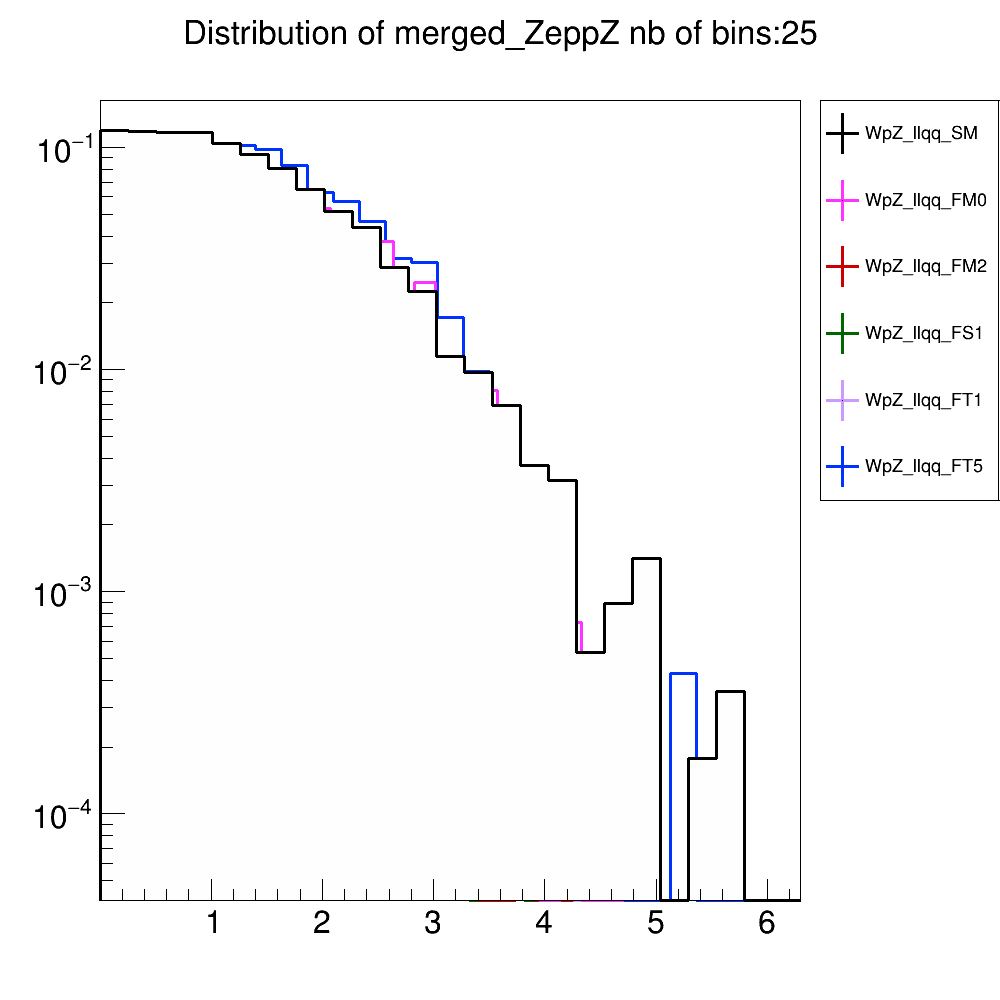 Distribution of merged_ZeppZ nb of bins:25
10⁻¹
10⁻²
10⁻³
10⁻⁴
1 2 3 4 5 6
WpZ_llqq_SM
WpZ_llqq_FM0
WpZ_llqq_FM2
WpZ_llqq_FS1
WpZ_llqq_FT1
WpZ_llqq_FT5